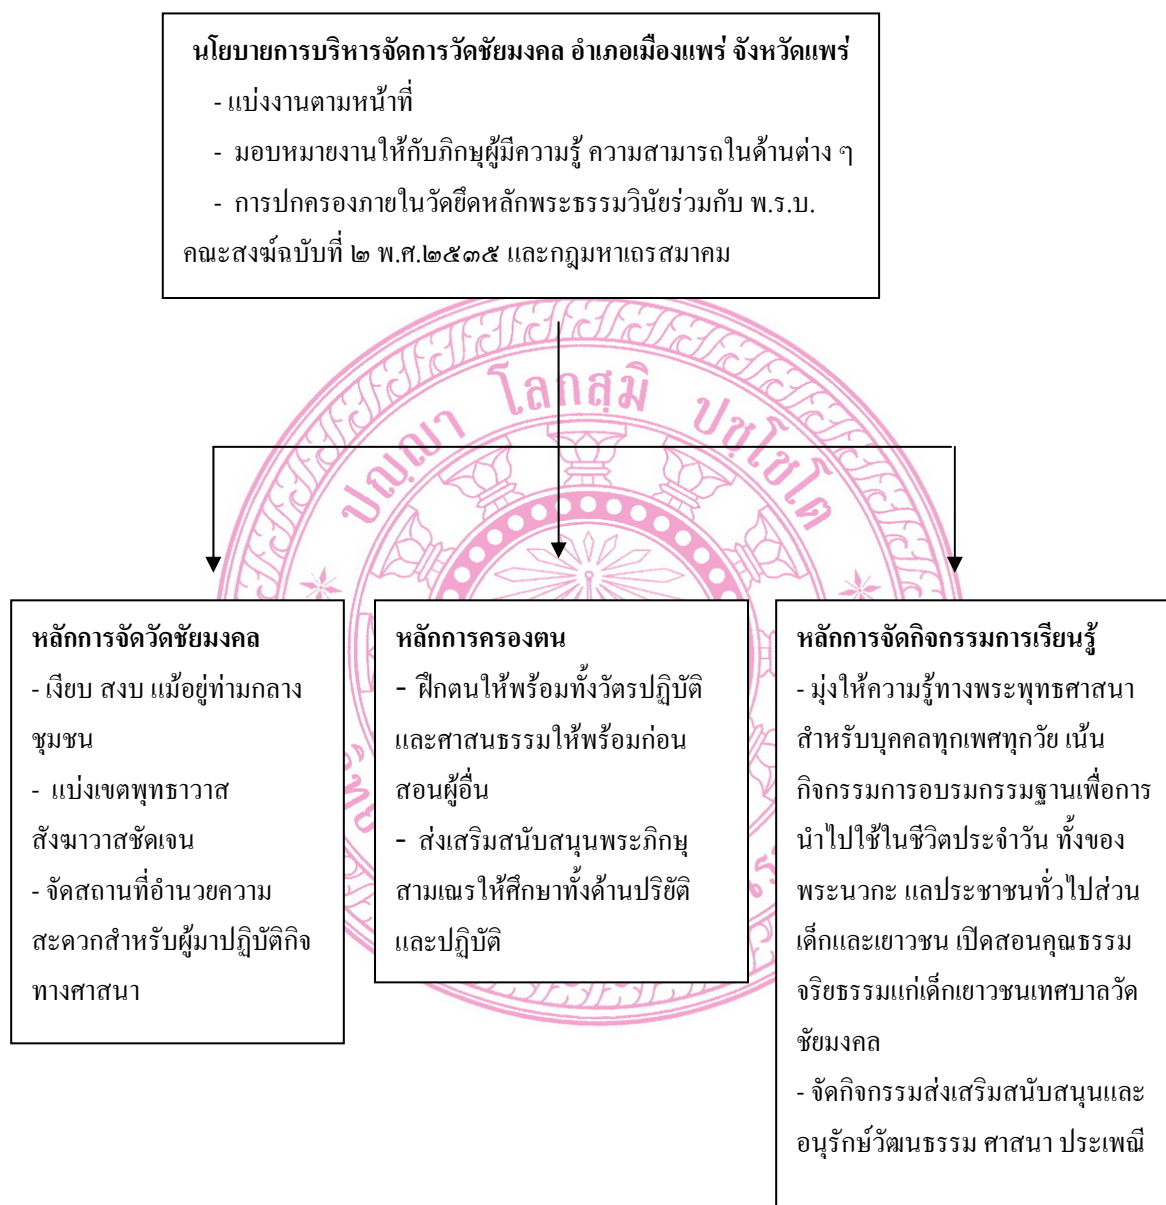 นโยบายการบริหารจัดการวัดชัยมงคล อำเภอเมืองแพร่ จังหวัดแพร่
- แบ่งงานตามหน้าที่
- มอบหมายงานให้กับภิกษุผู้มีความรู้ ความสามารถในด้านต่าง ๆ
- การปกครองภายในวัดยึดหลักพระธรรมวินัยร่วมกับ พ.ร.บ.
คณะสงฆ์ฉบับที่ ๒ พ.ศ.๒๕๓๕ และกฎมหาเถรสมาคม
ปญฺญา โลกสฺมิ ปชฺโชโต
หลักการจัดวัดชัยมงคล
- เงียบ สงบ แม้อยู่ท่ามกลาง
ชุมชน
- แบ่งเขตพุทธาวาส
สังฆาวาสชัดเจน
- จัดสถานที่อำนวยความ
สะดวกสำหรับผู้มาปฏิบัติกิจ
ทางศาสนา
หลักการครองตน
- ฝึกตนให้พร้อมทั้งวัตรปฏิบัติ
และศาสนธรรมให้พร้อมก่อน
สอนผู้อื่น
- ส่งเสริมสนับสนุนพระภิกษุ
สามเณรให้ศึกษาทั้งด้านปริยัติ
และปฏิบัติ
หลักการจัดกิจกรรมการเรียนรู้
- มุ่งให้ความรู้ทางพระพุทธศาสนา
สำหรับบุคคลทุกเพศทุกวัย เน้น
กิจกรรมการอบรมกรรมฐานเพื่อการ
นำไปใช้ในชีวิตประจำวัน ทั้งของ
พระนวกะ แลประชาชนทั่วไปส่วน
เด็กและเยาวชน เปิดสอนคุณธรรม
จริยธรรมแก่เด็กเยาวชนเทศบาลวัด
ชัยมงคล
- จัดกิจกรรมส่งเสริมสนับสนุนและ
อนุรักษ์วัฒนธรรม ศาสนา ประเพณี